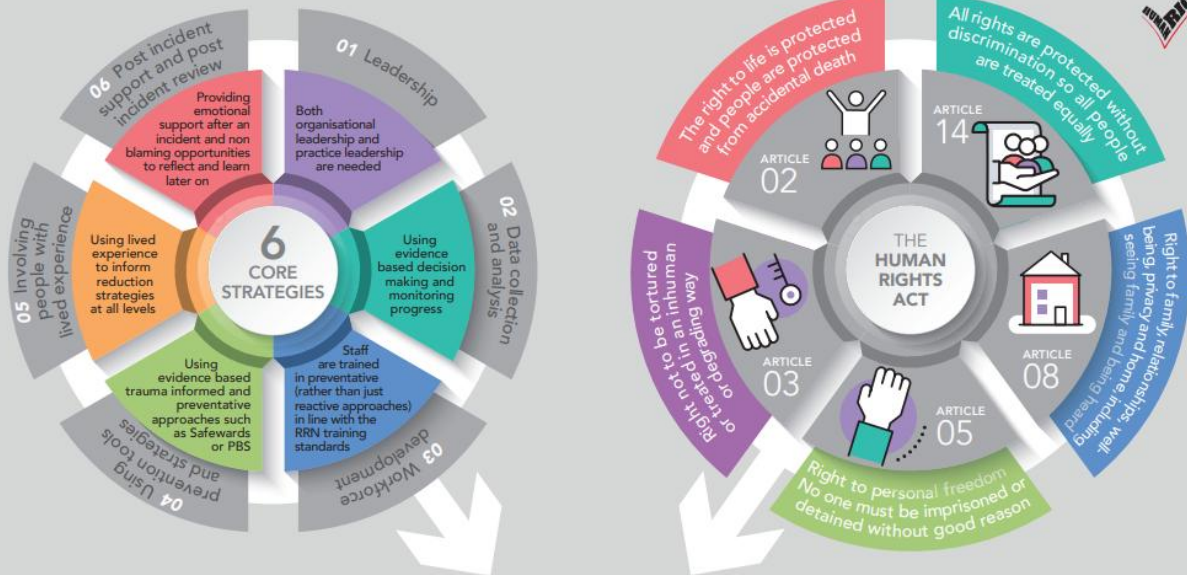 01 Leadership
Both
organisational
leadership and
practice leadership
are needed
02 Data collection
and analysis
Using
evidence
based decision
making and
monitoring
progress
03 Workforce
development
Staff
are trained
in preventative
(rather than just
reactive approaches)
in line with the
RRN training
standards
04 Using
prevention tools
and strategies
Using
evidence based
trauma informed and
preventative
approaches such
as Safewards
or PBS
05 Involving
people with
lived experience
Using lived
experience
to inform
reduction
strategies
at all levels
06 Post incident
support and post
incident review
Providing
emotional
support after an
incident and non
blaming opportunities
to reflect and learn
later on
6
CORE
STRATEGIES
THE
HUMAN
RIGHTS
ACT
The right to life is protected
and people are protected
from accidental death
ARTICLE
02
All rights are protected without
discrimination so all people
are treated equally
ARTICLE
14
Right to family, relationships, well-
being, privacy and home including
seeing family and being heard
ARTICLE
08
Right to personal freedom
No one must be imprisoned or
detained without good reason
ARTICLE
05
Right not to be tortured
or treated in an inhuman
or degrading way
ARTICLE
03